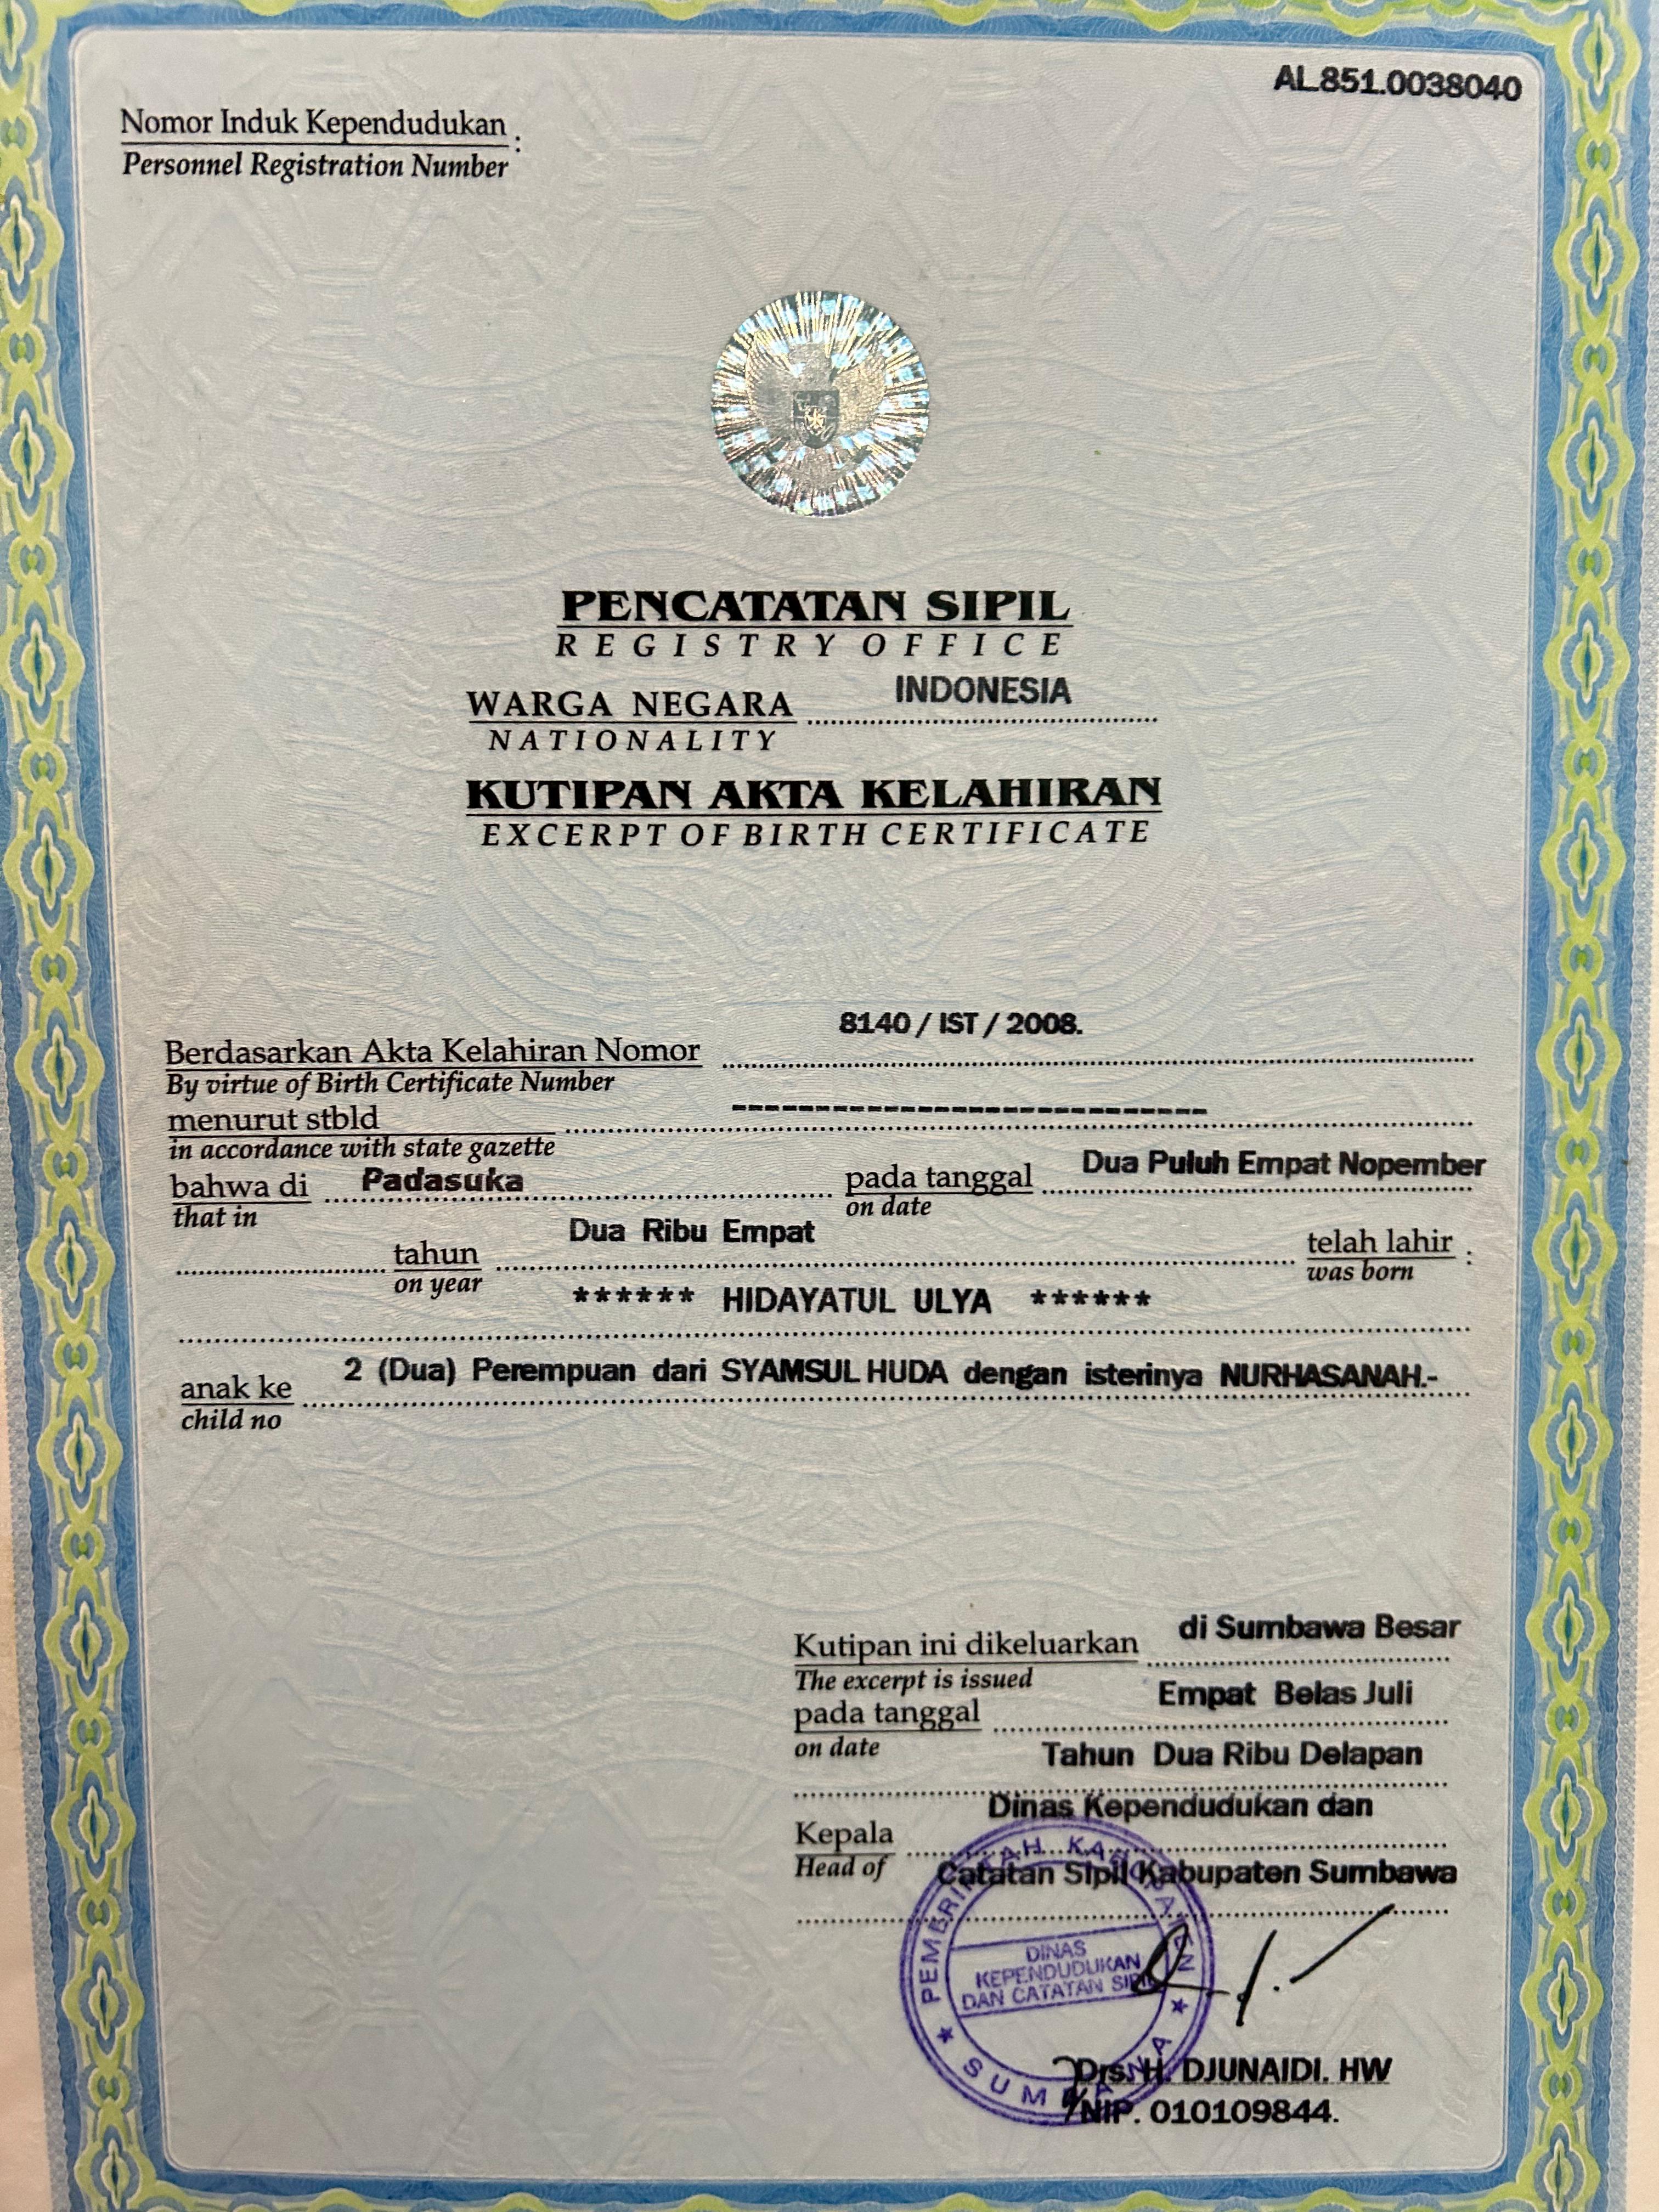 AL.851.0038040
Nomor Induk Kependudukan :
Personnel Registration Number
PENCATATAN SIPIL
REGISTRY OFFICE
WARGA NEGARA INDONESIA
NATIONALITY
KUTIPAN AKTA KELAHIRAN
EXCERPT OF BIRTH CERTIFICATE
Berdasarkan Akta Kelahiran Nomor 8140 / IST / 2008.
By virtue of Birth Certificate Number
menurut stbld -----------------------------
in accordance with state gazette
bahwa di Padasuka pada tanggal Dua Puluh Empat Nopember
that in on date
tahun Dua Ribu Empat telah lahir :
on year was born
****** HIDAYATUL ULYA ******
anak ke 2 (Dua) Perempuan dari SYAMSUL HUDA dengan isterinya NURHASANAH.-
child no
Kutipan ini dikeluarkan di Sumbawa Besar
The excerpt is issued
pada tanggal Empat Belas Juli
on date
Tahun Dua Ribu Delapan
Kepala Dinas Kependudukan dan
Head of
Catatan Sipil Kabupaten Sumbawa
PEMERINTAH KABUPATEN
DINAS
KEPENDUDUKAN
DAN CATATAN SIPIL
SUMBAWA
Drs. H. DJUNAIDI. HW
NIP. 010109844.